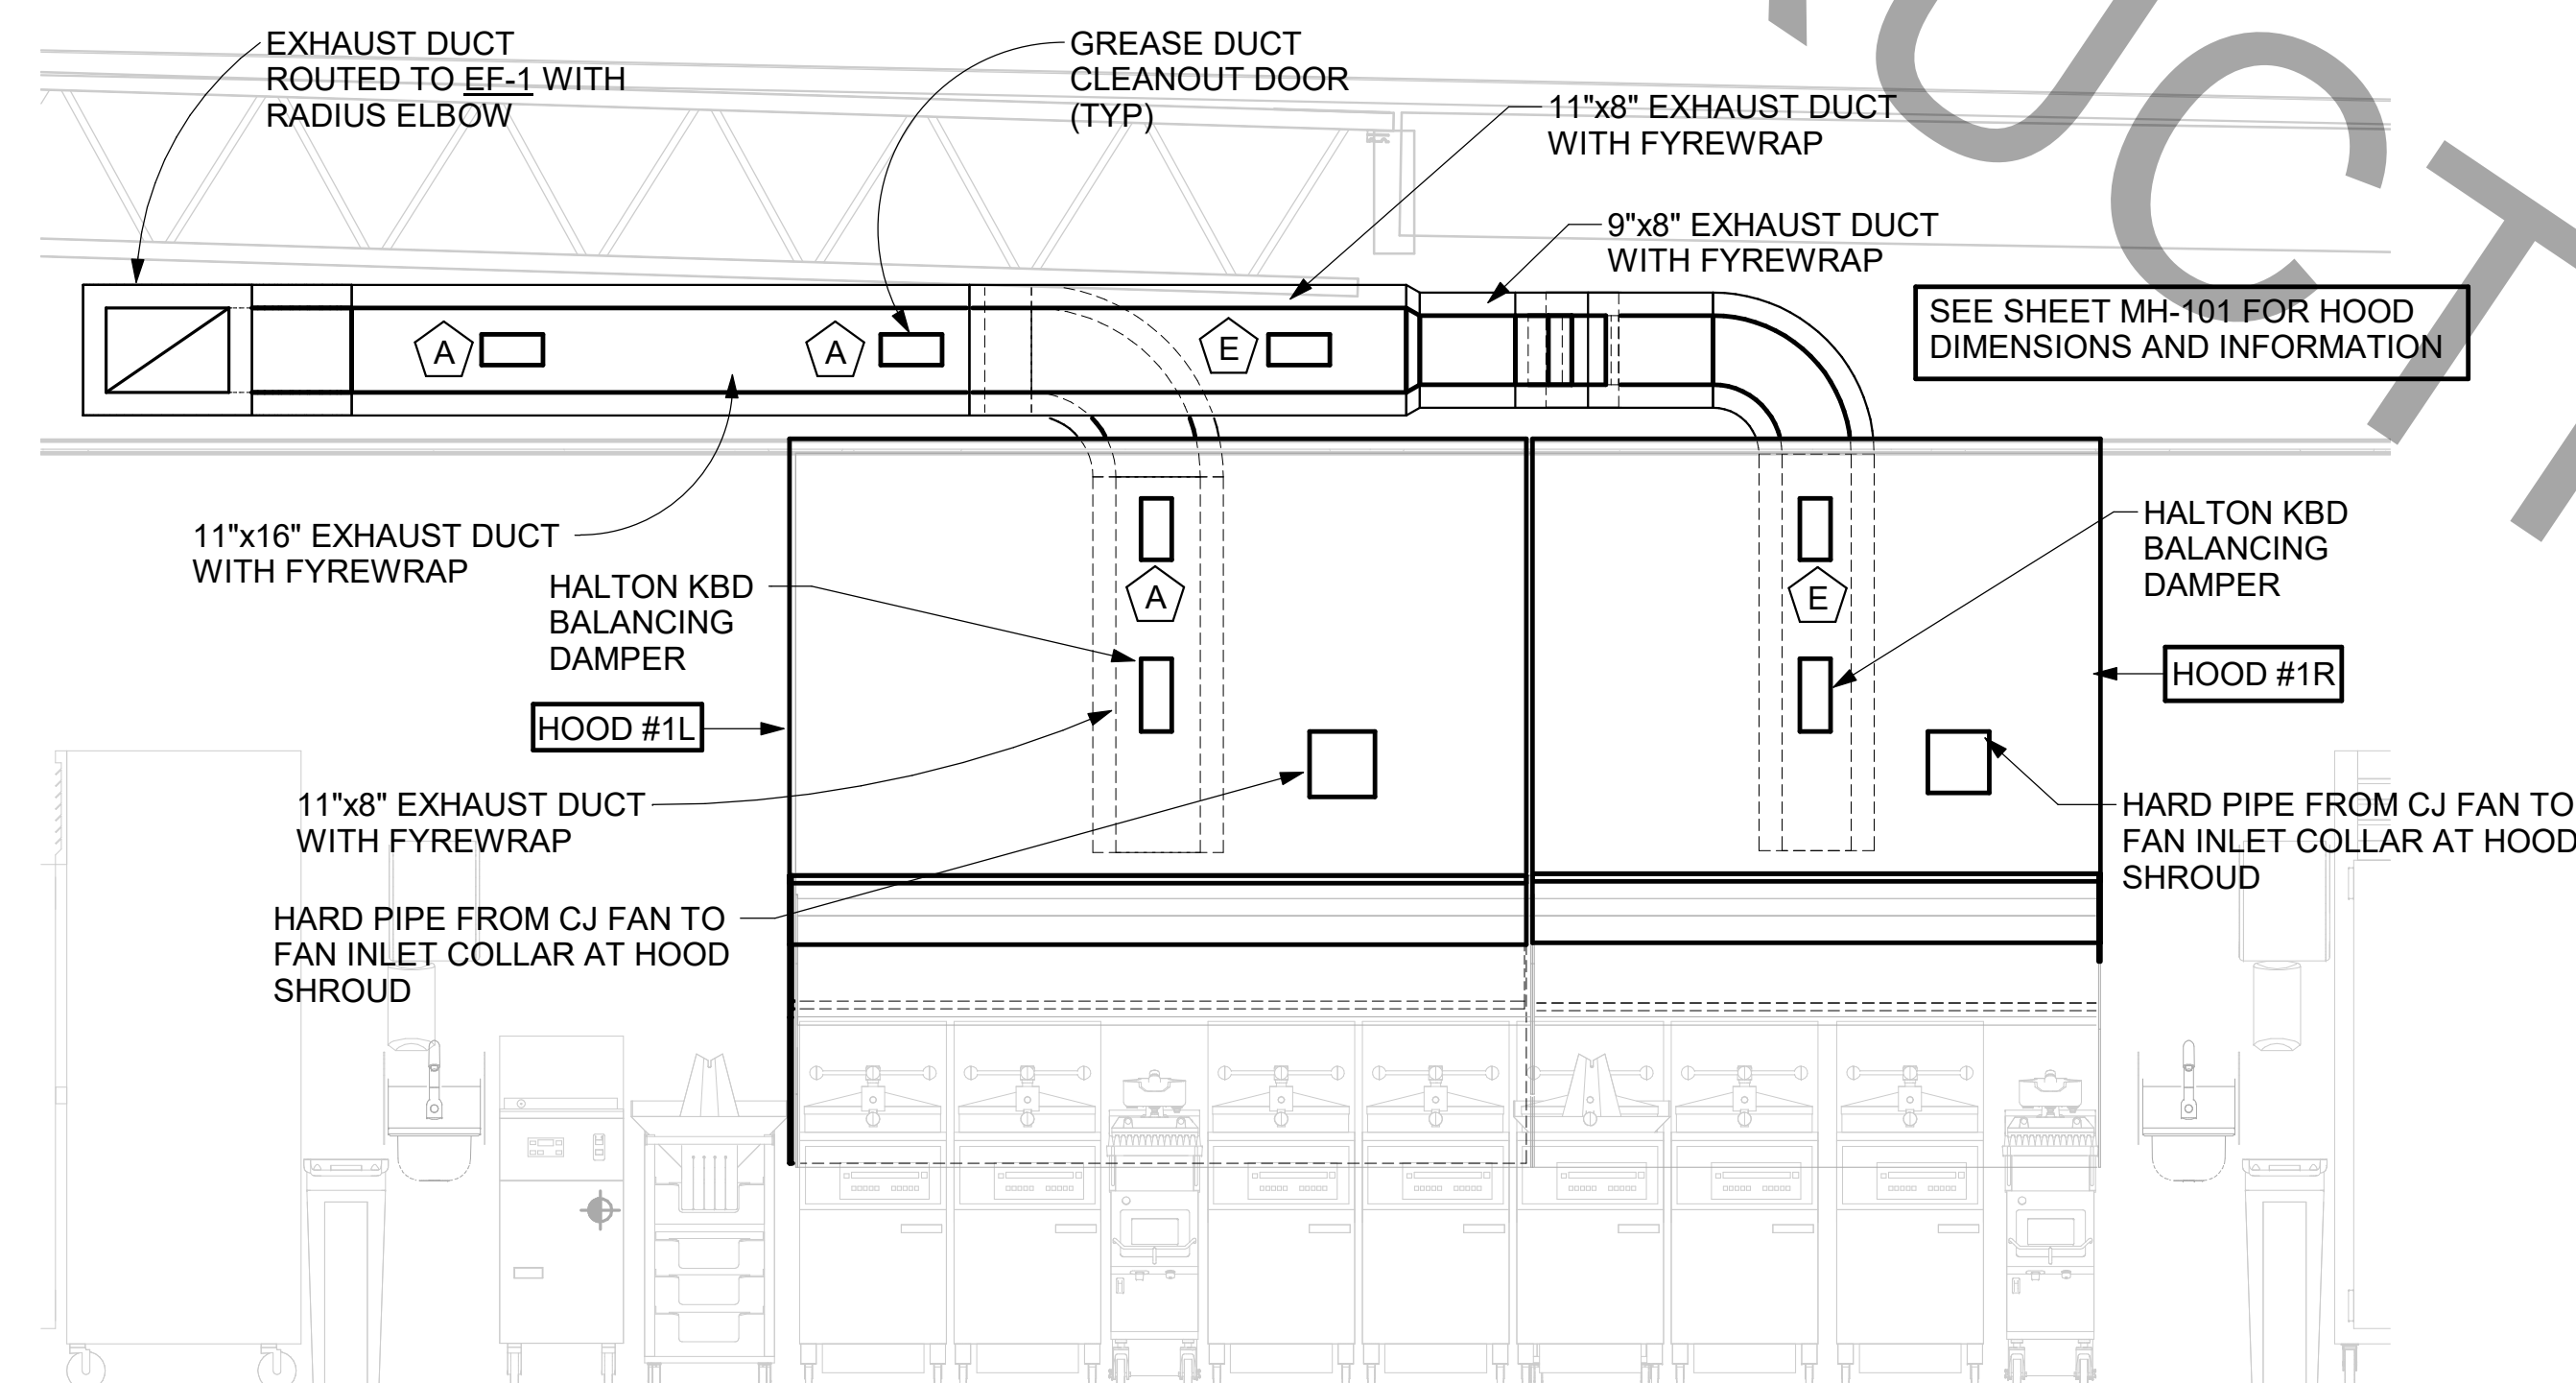 EXHAUST DUCT
ROUTED TO EF-1 WITH
RADIUS ELBOW
GREASE DUCT
CLEANOUT DOOR
(TYP)
11"x8" EXHAUST DUCT
WITH FYREWRAP
9"x8" EXHAUST DUCT
WITH FYREWRAP
SEE SHEET MH-101 FOR HOOD
DIMENSIONS AND INFORMATION
A
A
E
11"x16" EXHAUST DUCT
WITH FYREWRAP
HALTON KBD
BALANCING
DAMPER
A
E
HALTON KBD
BALANCING
DAMPER
HOOD #1L
HOOD #1R
11"x8" EXHAUST DUCT
WITH FYREWRAP
HARD PIPE FROM CJ FAN TO
FAN INLET COLLAR AT HOOD
SHROUD
HARD PIPE FROM CJ FAN TO
FAN INLET COLLAR AT HOOD
SHROUD